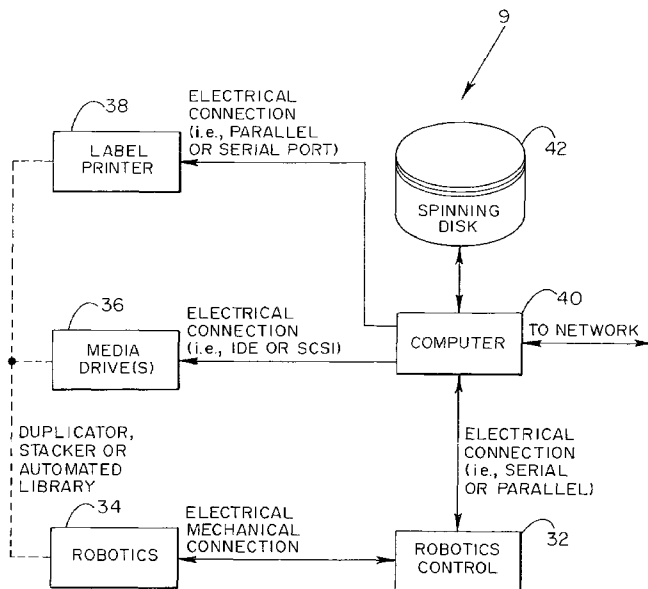 9
38
LABEL
PRINTER
ELECTRICAL
CONNECTION
(i.e., PARALLEL
OR SERIAL PORT)
42
SPINNING
DISK
36
MEDIA
DRIVE(S)
ELECTRICAL
CONNECTION
(i.e., IDE OR SCSI)
40
COMPUTER
TO NETWORK
DUPLICATOR,
STACKER OR
AUTOMATED
LIBRARY
ELECTRICAL
CONNECTION
(i.e., SERIAL
OR PARALLEL)
34
ROBOTICS
ELECTRICAL
MECHANICAL
CONNECTION
32
ROBOTICS
CONTROL